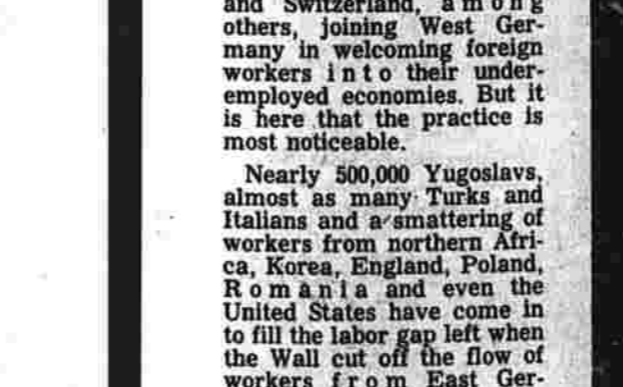 and Switzerland, among
others, joining West Ger-
many in welcoming foreign
workers into their under-
employed economies. But it
is here that the practice is
most noticeable.
Nearly 500,000 Yugoslavs,
almost as many Turks and
Italians and a smattering of
workers from northern Afri-
ca, Korea, England, Poland,
Romania and even the
United States have come in
to fill the labor gap left when
the Wall cut off the flow of
workers from East Ger-